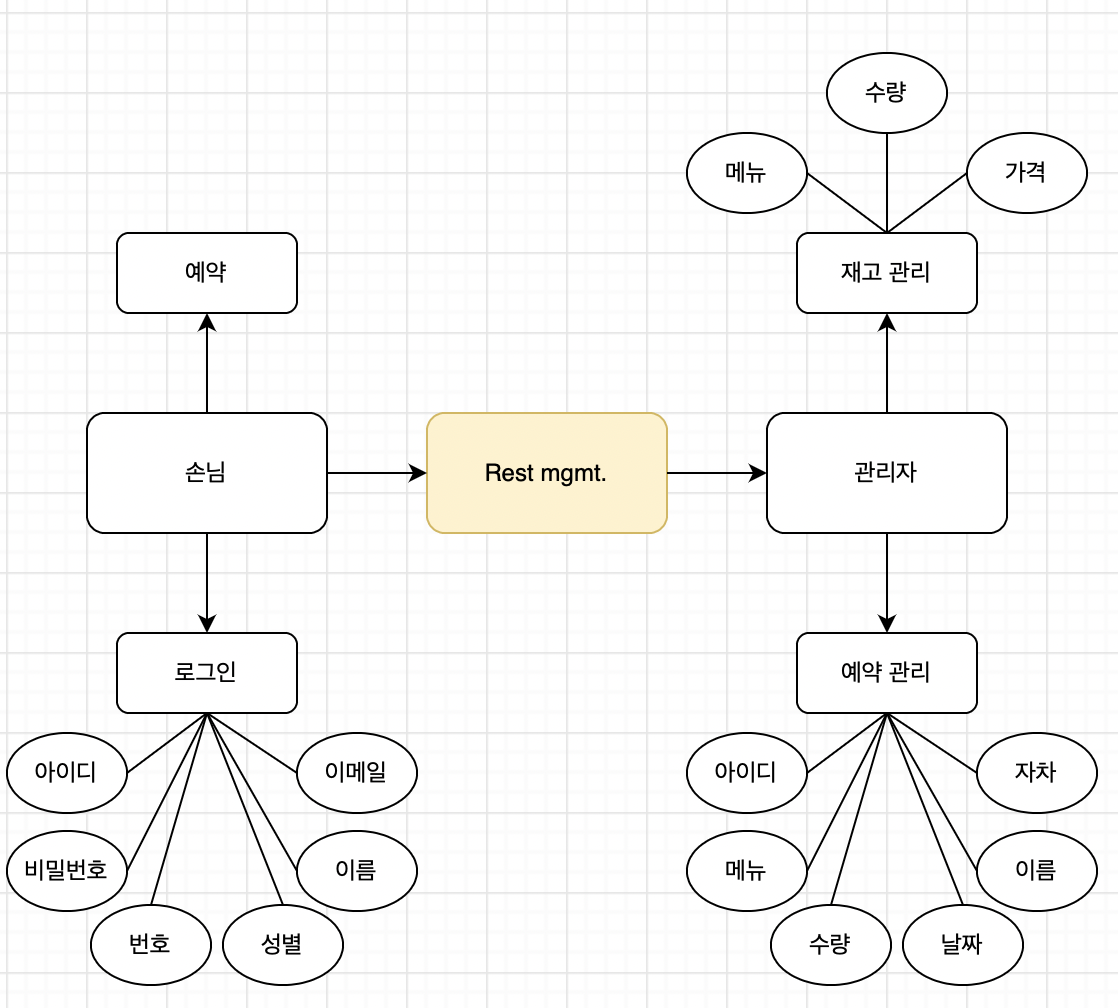 수량
메뉴
가격
예약
재고 관리
손님
Rest mgmt.
관리자
로그인
예약 관리
아이디
이메일
아이디
자차
비밀번호
이름
메뉴
이름
번호
성별
수량
날짜